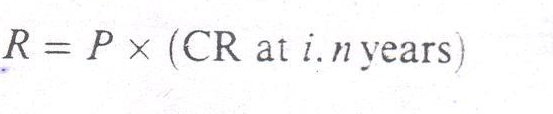 R = P × (CR at i.n years)